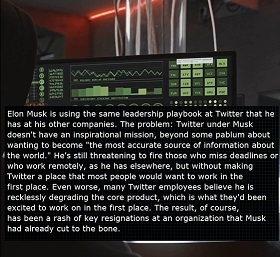 Elon Musk is using the same leadership playbook at Twitter that he
has at his other companies. The problem: Twitter under Musk
doesn't have an inspirational mission, beyond some pablum about
wanting to become "the most accurate source of information about
the world." He's still threatening to fire those who miss deadlines or
who work remotely, as he has elsewhere, but without making
Twitter a place that most people would want to work in the
first place. Even worse, many Twitter employees believe he is
recklessly degrading the core product, which is what they'd been
excited to work on in the first place. The result, of course,
has been a rash of key resignations at an organization that Musk
had already cut to the bone.